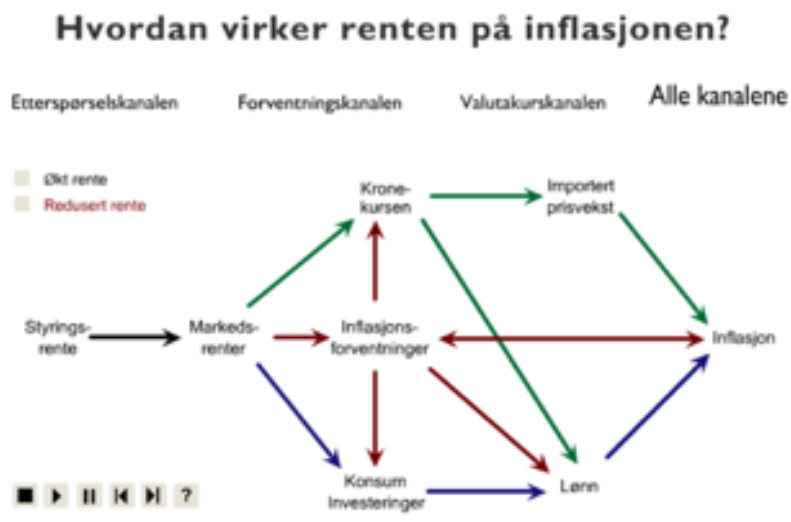 Hvordan virker renten på inflasjonen?
Etterspørselskanalen
Forventningskanalen
Valutakurskanalen
Alle kanalene
Økt rente
Redusert rente
Krone-
kursen
Importert
prisvekst
Styrings-
rente
Markeds-
renter
Inflasjons-
forventninger
Inflasjon
Konsum
Investeringer
Lønn
?